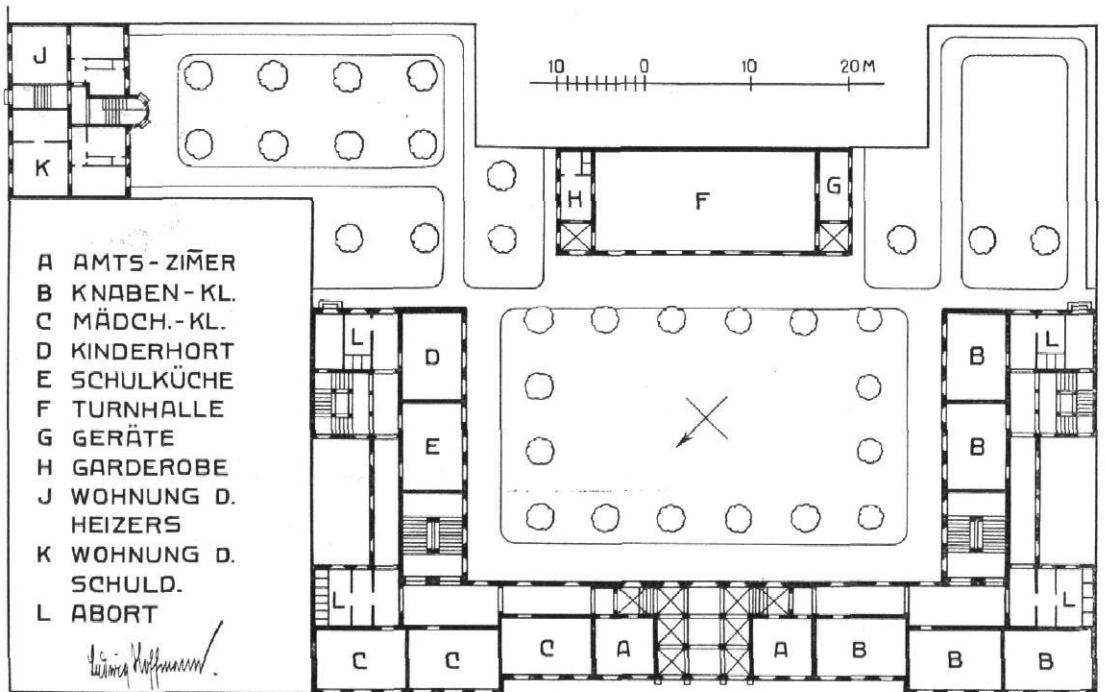 J
K
10 0 10 20 M
H F G
A AMTS-ZIM̅ER
B KNABEN-KL.
C MÄDCH.-KL.
D KINDERHORT
E SCHULKÜCHE
F TURNHALLE
G GERÄTE
H GARDEROBE
J WOHNUNG D.
HEIZERS
K WOHNUNG D.
SCHULD.
L ABORT
Ludwig Hoffmann.
L D B L
E B
L L
C C C A A B B B